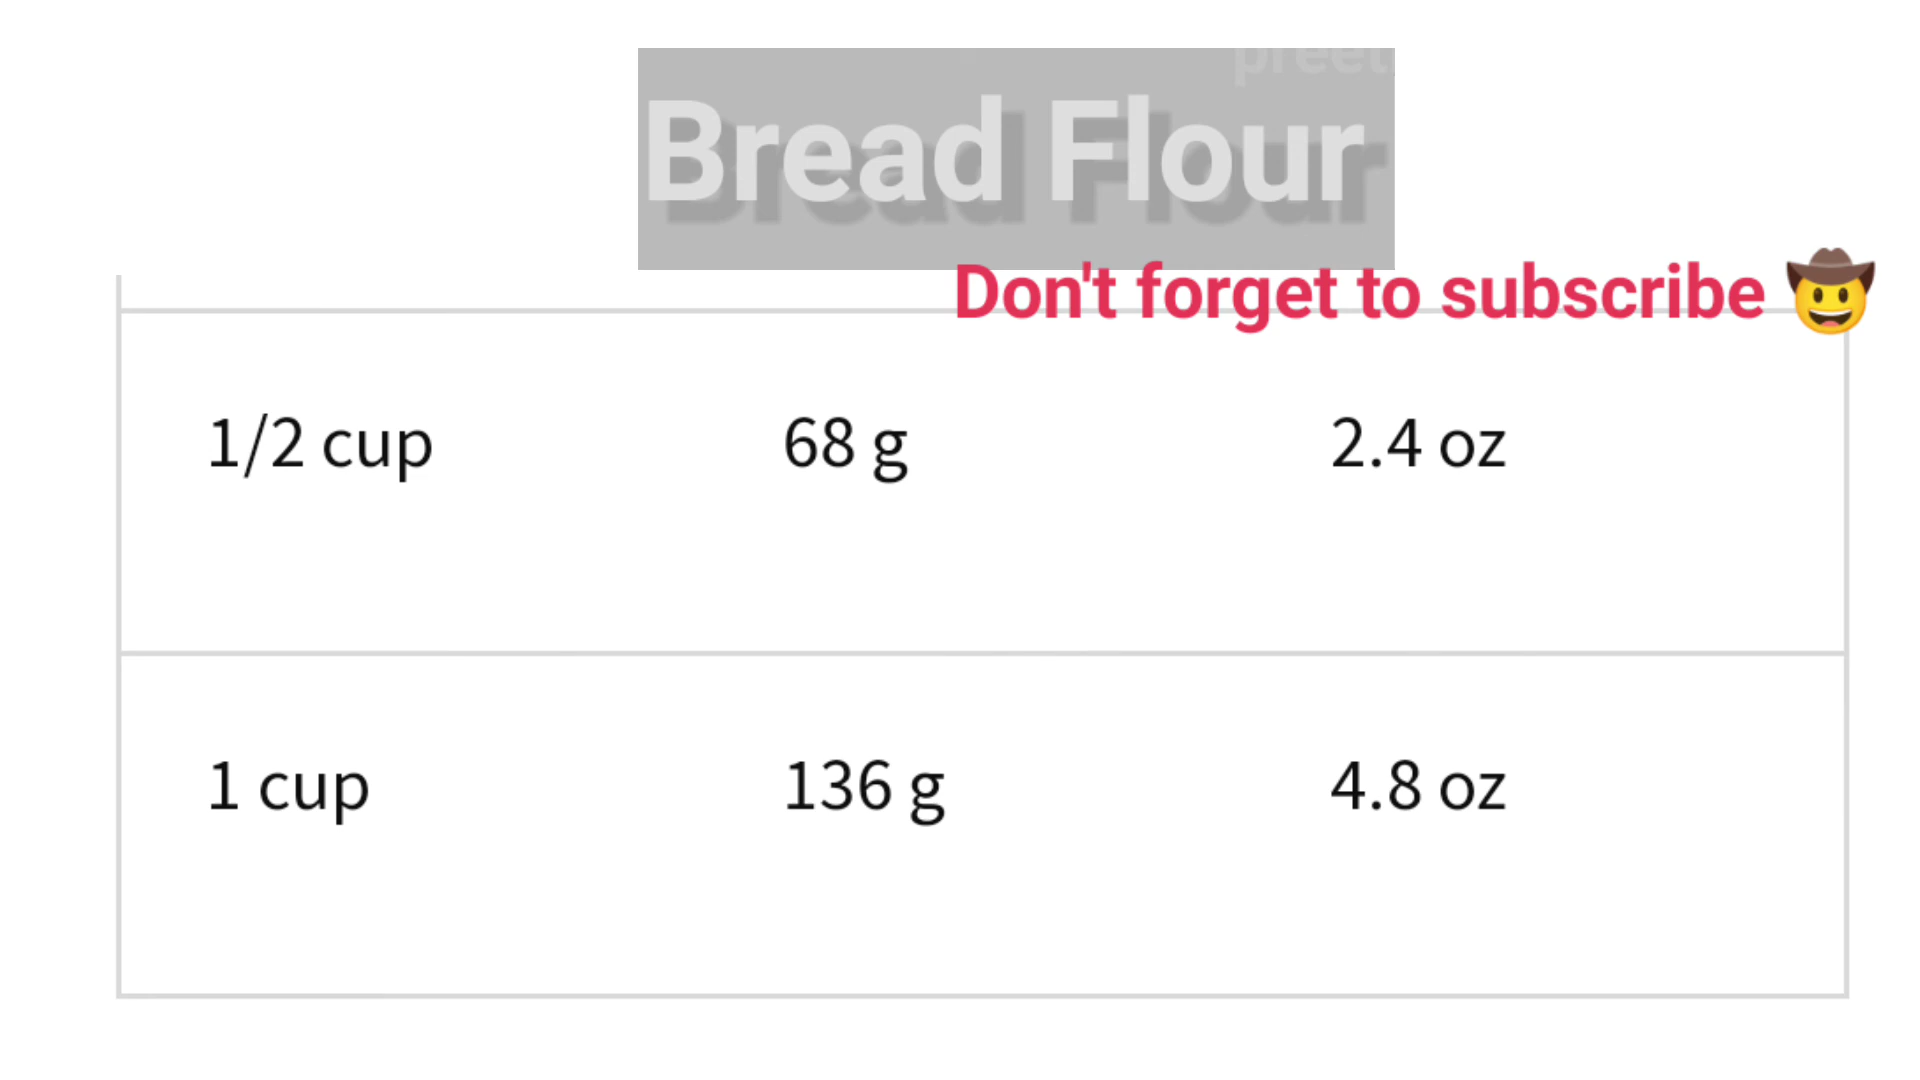 Bread Flour
Don't forget to subscribe 🤠
1/2 cup 68 g 2.4 oz
1 cup 136 g 4.8 oz